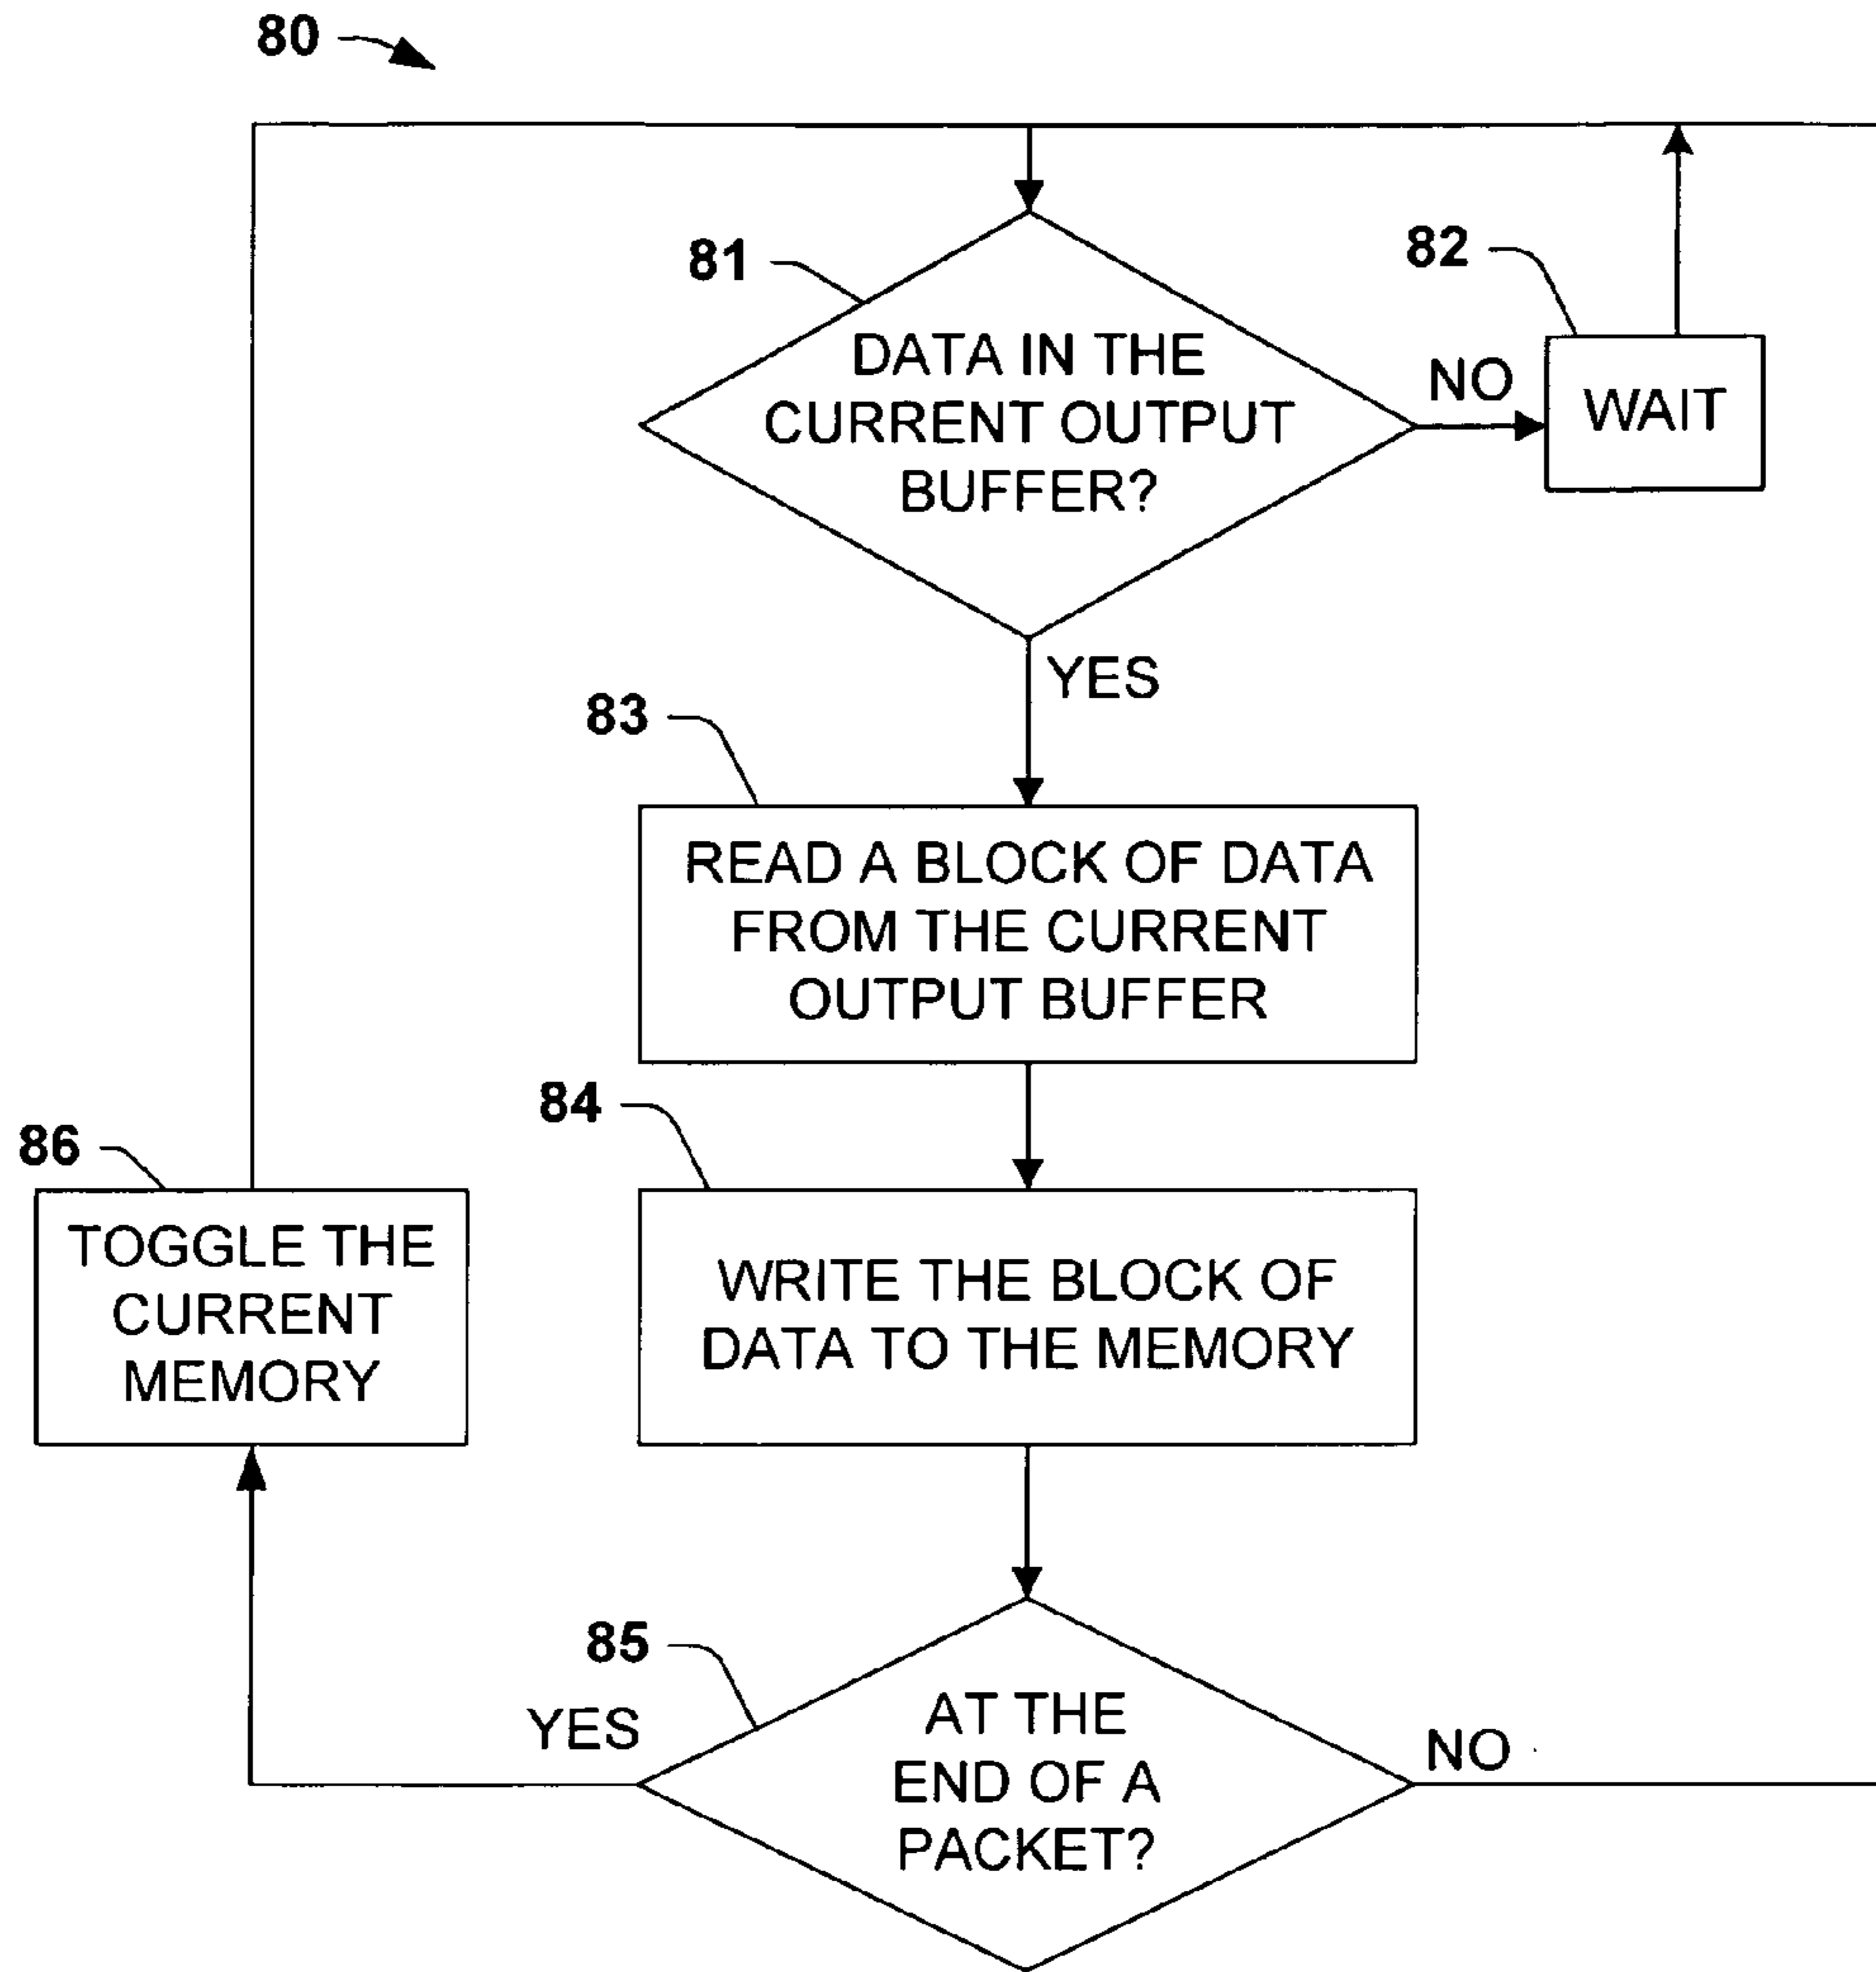 80
81
DATA IN THE
CURRENT OUTPUT
BUFFER?
NO
82
WAIT
YES
83
READ A BLOCK OF DATA
FROM THE CURRENT
OUTPUT BUFFER
84
WRITE THE BLOCK OF
DATA TO THE MEMORY
86
TOGGLE THE
CURRENT
MEMORY
85
AT THE
END OF A
PACKET?
YES
NO